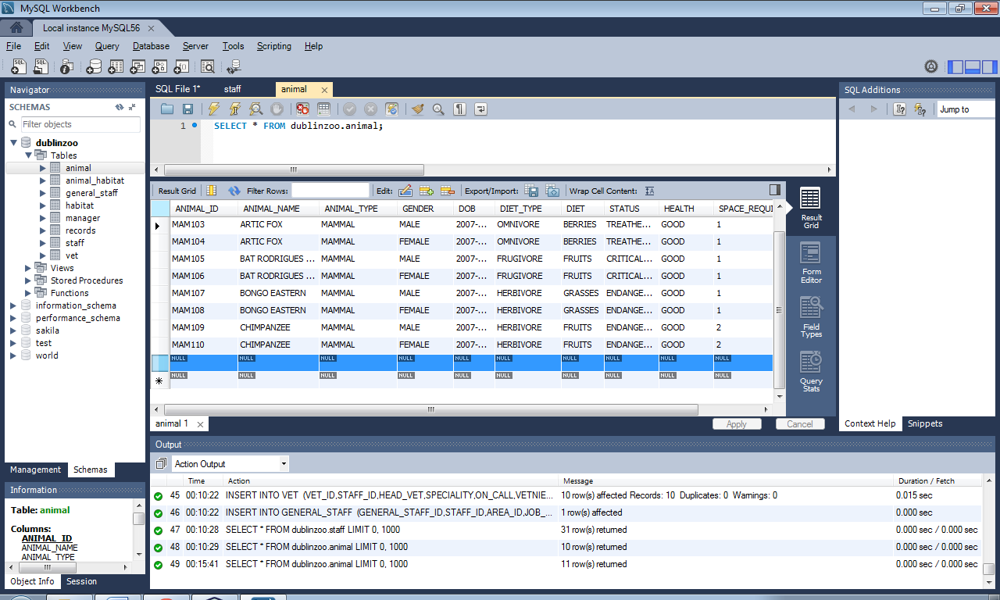 MySQL Workbench
Local instance MySQL56
File Edit View Query Database Server Tools Scripting Help
Navigator
SCHEMAS
Filter objects
dublinzoo
Tables
animal
animal_habitat
general_staff
habitat
manager
records
staff
vet
Views
Stored Procedures
Functions
information_schema
performance_schema
sakila
test
world
Management Schemas
Information
Table: animal
Columns:
ANIMAL_ID
ANIMAL_NAME
ANIMAL_TYPE
Object Info Session
SQL File 1* staff animal
1 SELECT * FROM dublinzoo.animal;
Result Grid Filter Rows: Edit: Export/Import: Wrap Cell Content:
ANIMAL_ID ANIMAL_NAME ANIMAL_TYPE GENDER DOB DIET_TYPE DIET STATUS HEALTH SPACE_REQUI
MAM103 ARTIC FOX MAMMAL MALE 2007-... OMNIVORE BERRIES TREATHE... GOOD 1
MAM104 ARTIC FOX MAMMAL FEMALE 2007-... OMNIVORE BERRIES TREATHE... GOOD 1
MAM105 BAT RODRIGUES ... MAMMAL MALE 2007-... FRUGIVORE FRUITS CRITICAL... GOOD 1
MAM106 BAT RODRIGUES ... MAMMAL FEMALE 2007-... FRUGIVORE FRUITS CRITICAL... GOOD 1
MAM107 BONGO EASTERN MAMMAL MALE 2007-... HERBIVORE GRASSES ENDANGE... GOOD 1
MAM108 BONGO EASTERN MAMMAL FEMALE 2007-... HERBIVORE GRASSES ENDANGE... GOOD 1
MAM109 CHIMPANZEE MAMMAL MALE 2007-... HERBIVORE FRUITS ENDANGE... GOOD 2
MAM110 CHIMPANZEE MAMMAL FEMALE 2007-... HERBIVORE FRUITS ENDANGE... GOOD 2
NULL NULL NULL NULL NULL NULL NULL NULL NULL NULL
NULL NULL NULL NULL NULL NULL NULL NULL NULL NULL
Result Grid
Form Editor
Field Types
Query Stats
animal 1 Apply Cancel
SQL Additions
Jump to
Context Help Snippets
Output
Action Output
Time Action Message Duration / Fetch
45 00:10:22 INSERT INTO VET (VET_ID,STAFF_ID,HEAD_VET,SPECIALITY,ON_CALL,VETNIE... 10 row(s) affected Records: 10 Duplicates: 0 Warnings: 0 0.015 sec
46 00:10:22 INSERT INTO GENERAL_STAFF (GENERAL_STAFF_ID,STAFF_ID,AREA_ID,JOB_... 1 row(s) affected 0.000 sec
47 00:10:28 SELECT * FROM dublinzoo.staff LIMIT 0, 1000 31 row(s) returned 0.000 sec / 0.000 sec
48 00:10:29 SELECT * FROM dublinzoo.animal LIMIT 0, 1000 10 row(s) returned 0.000 sec / 0.000 sec
49 00:15:41 SELECT * FROM dublinzoo.animal LIMIT 0, 1000 11 row(s) returned 0.000 sec / 0.000 sec